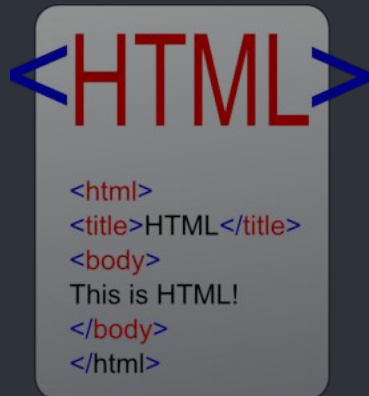 <HTML>
<html>
<title>HTML</title>
<body>
This is HTML!
</body>
</html>